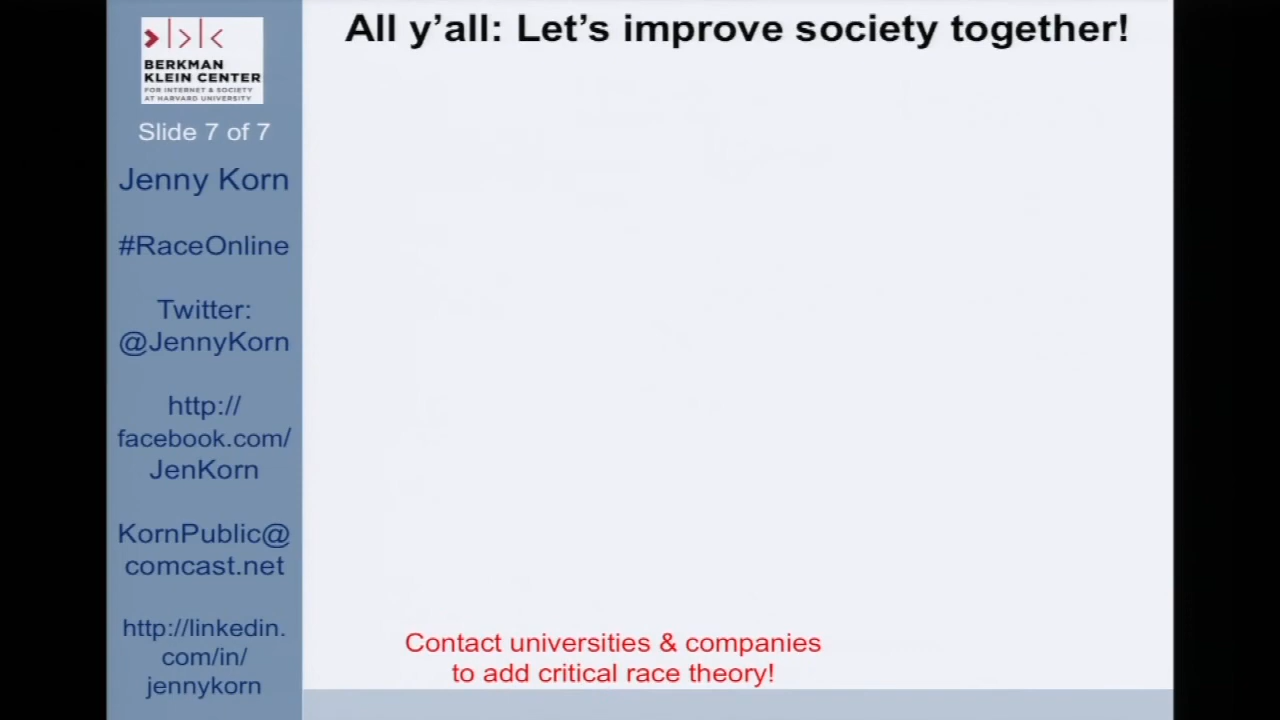 All y’all: Let’s improve society together!
BERKMAN
KLEIN CENTER
FOR INTERNET & SOCIETY
AT HARVARD UNIVERSITY
Slide 7 of 7
Jenny Korn
#RaceOnline
Twitter:
@JennyKorn
http://
facebook.com/
JenKorn
KornPublic@
comcast.net
http://linkedin.
com/in/
jennykorn
Contact universities & companies
to add critical race theory!